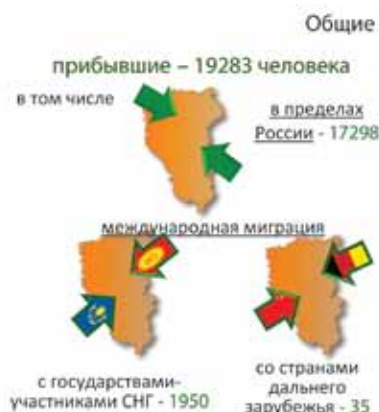 Общие
прибывшие – 19283 человека
в том числе
в пределах
России - 17298
международная миграция
с государствами-
участниками СНГ - 1950
со странами
дальнего
зарубежья - 35